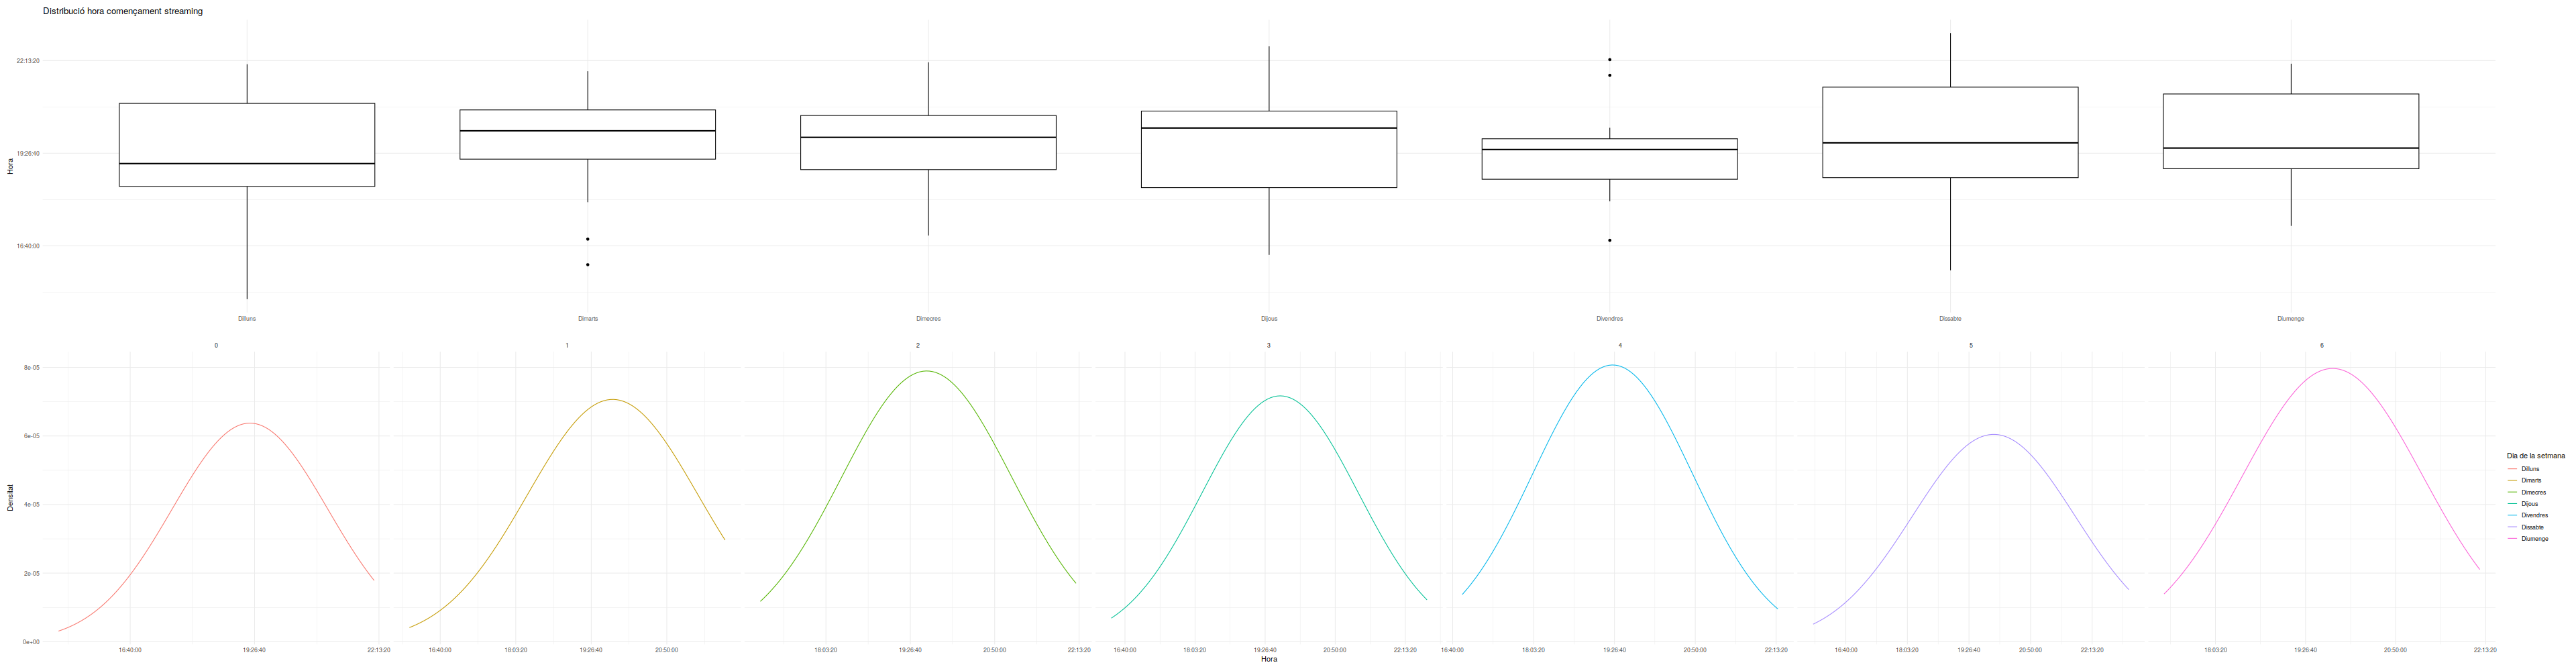 Distribució hora començament streaming
22:13:20
19:26:40
16:40:00
Hora
Dilluns Dimarts Dimecres Dijous Divendres Dissabte Diumenge
0 1 2 3 4 5 6
8e-05
6e-05
4e-05
2e-05
0e+00
Densitat
16:40:00 19:26:40 22:13:20 16:40:00 18:03:20 19:26:40 20:50:00 18:03:20 19:26:40 20:50:00 22:13:20 16:40:00 18:03:20 19:26:40 20:50:00 22:13:20 16:40:00 18:03:20 19:26:40 20:50:00 22:13:20 16:40:00 18:03:20 19:26:40 20:50:00 22:13:20 18:03:20 19:26:40 20:50:00 22:13:20
Hora
Dia de la setmana
Dilluns
Dimarts
Dimecres
Dijous
Divendres
Dissabte
Diumenge